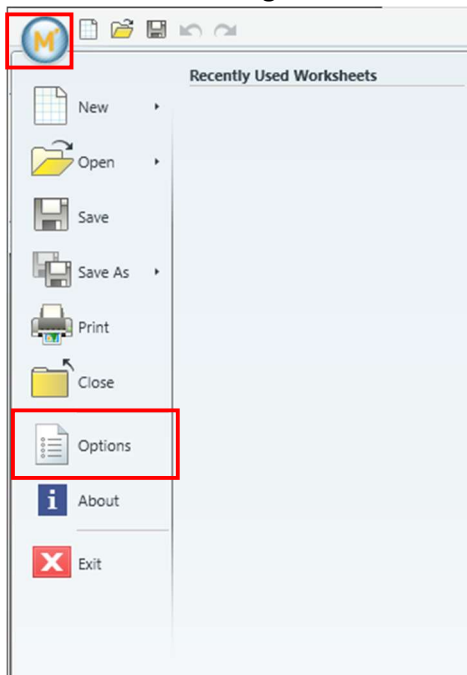 M
Recently Used Worksheets
New
Open
Save
Save As
Print
Close
Options
i About
X Exit